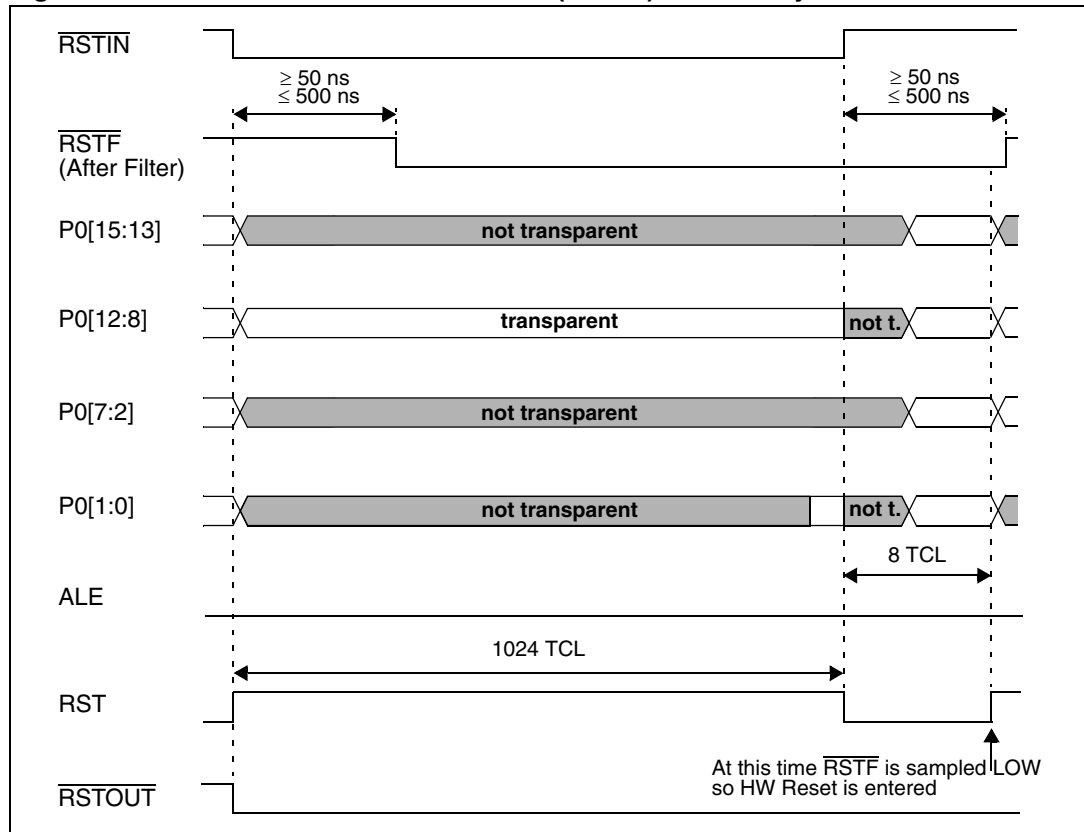 RSTIN
≥ 50 ns
≤ 500 ns
≥ 50 ns
≤ 500 ns
RSTF
(After Filter)
P0[15:13]
not transparent
P0[12:8]
transparent
not t.
P0[7:2]
not transparent
P0[1:0]
not transparent
not t.
8 TCL
ALE
1024 TCL
RST
At this time RSTF is sampled LOW
so HW Reset is entered
RSTOUT